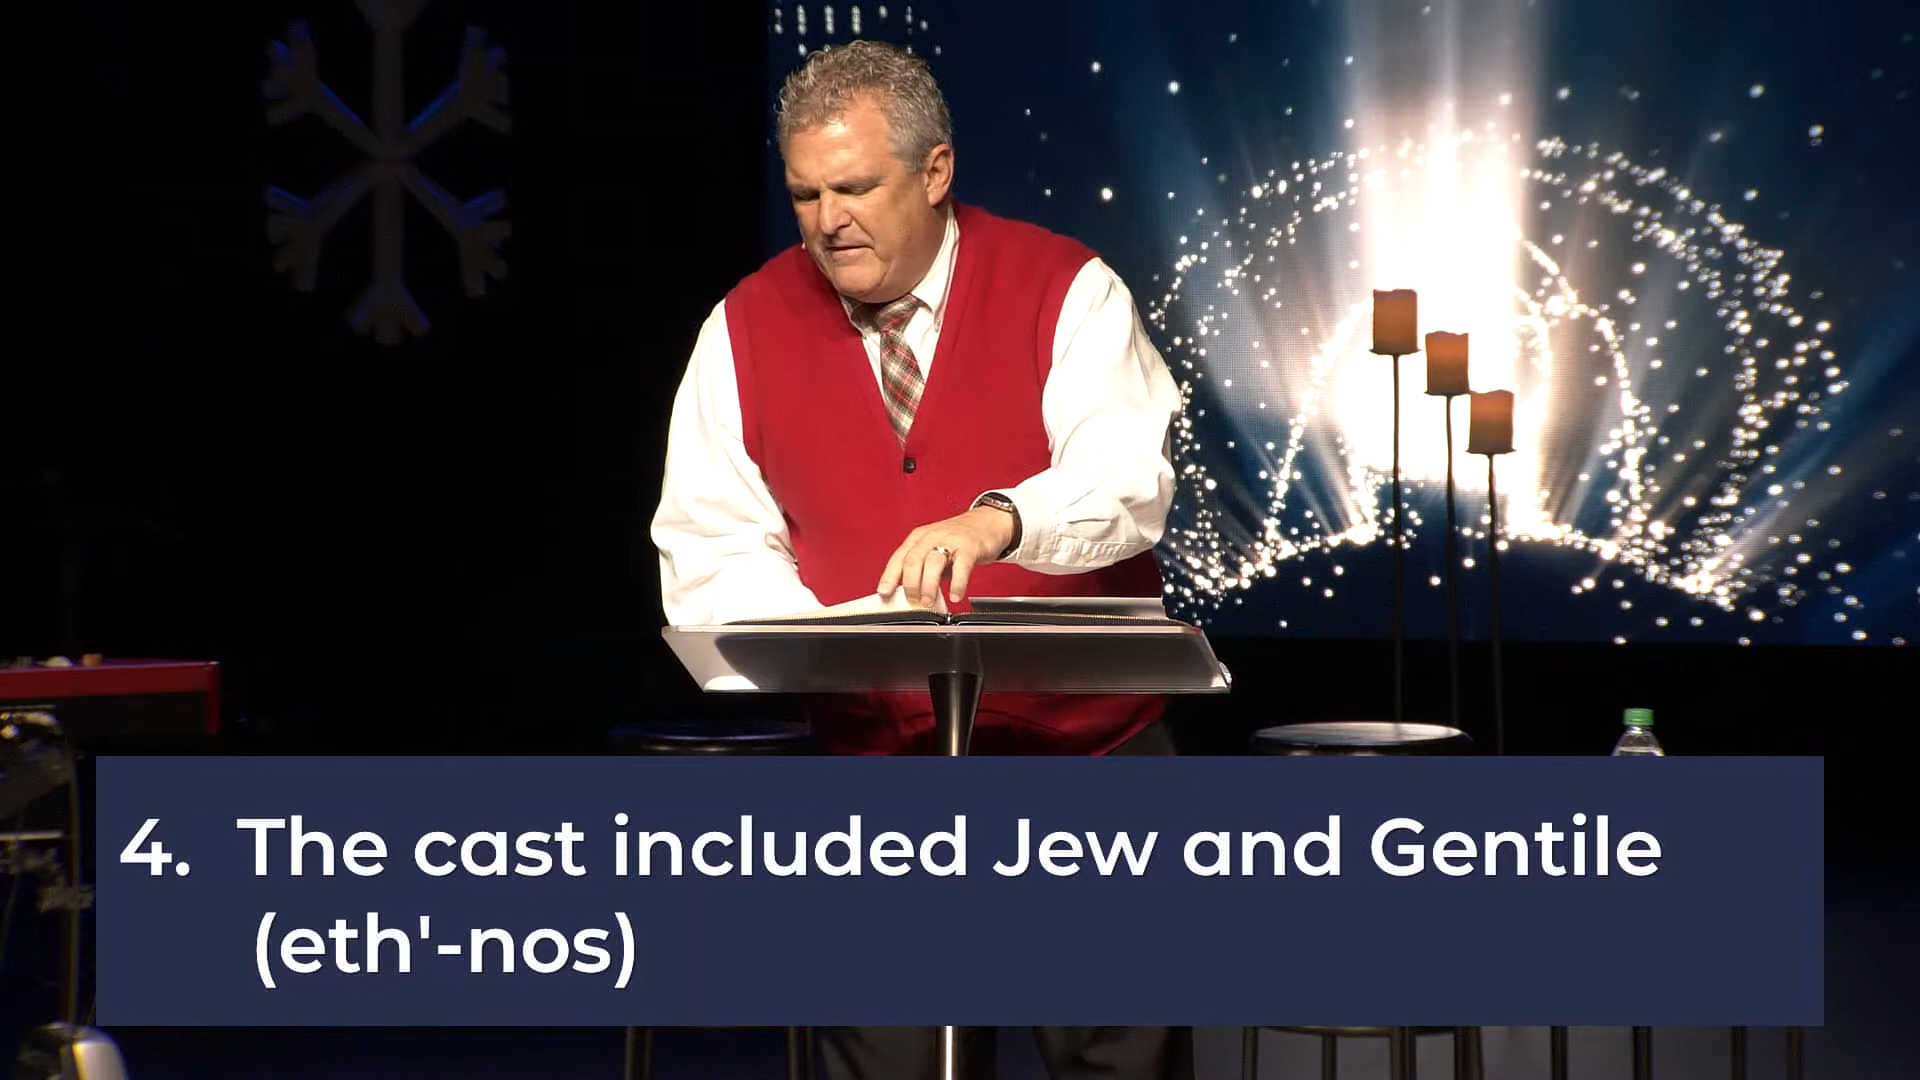 4. The cast included Jew and Gentile
(eth'-nos)